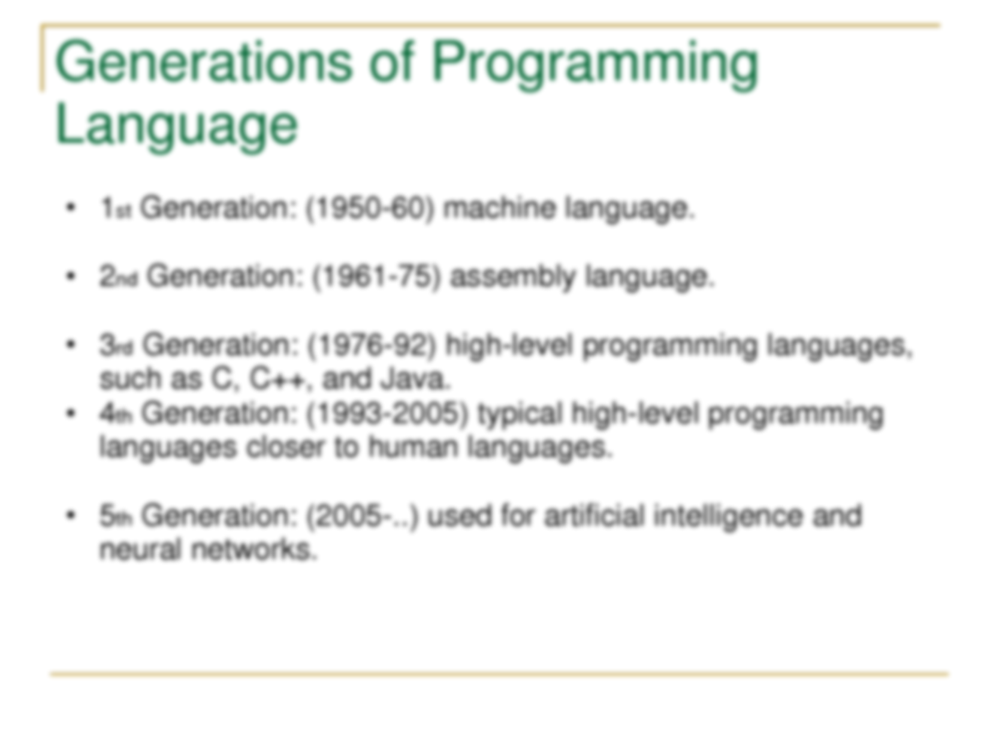 Generations of Programming
Language
• 1st Generation: (1950-60) machine language.
• 2nd Generation: (1961-75) assembly language.
• 3rd Generation: (1976-92) high-level programming languages,
such as C, C++, and Java.
• 4th Generation: (1993-2005) typical high-level programming
languages closer to human languages.
• 5th Generation: (2005-..) used for artificial intelligence and
neural networks.